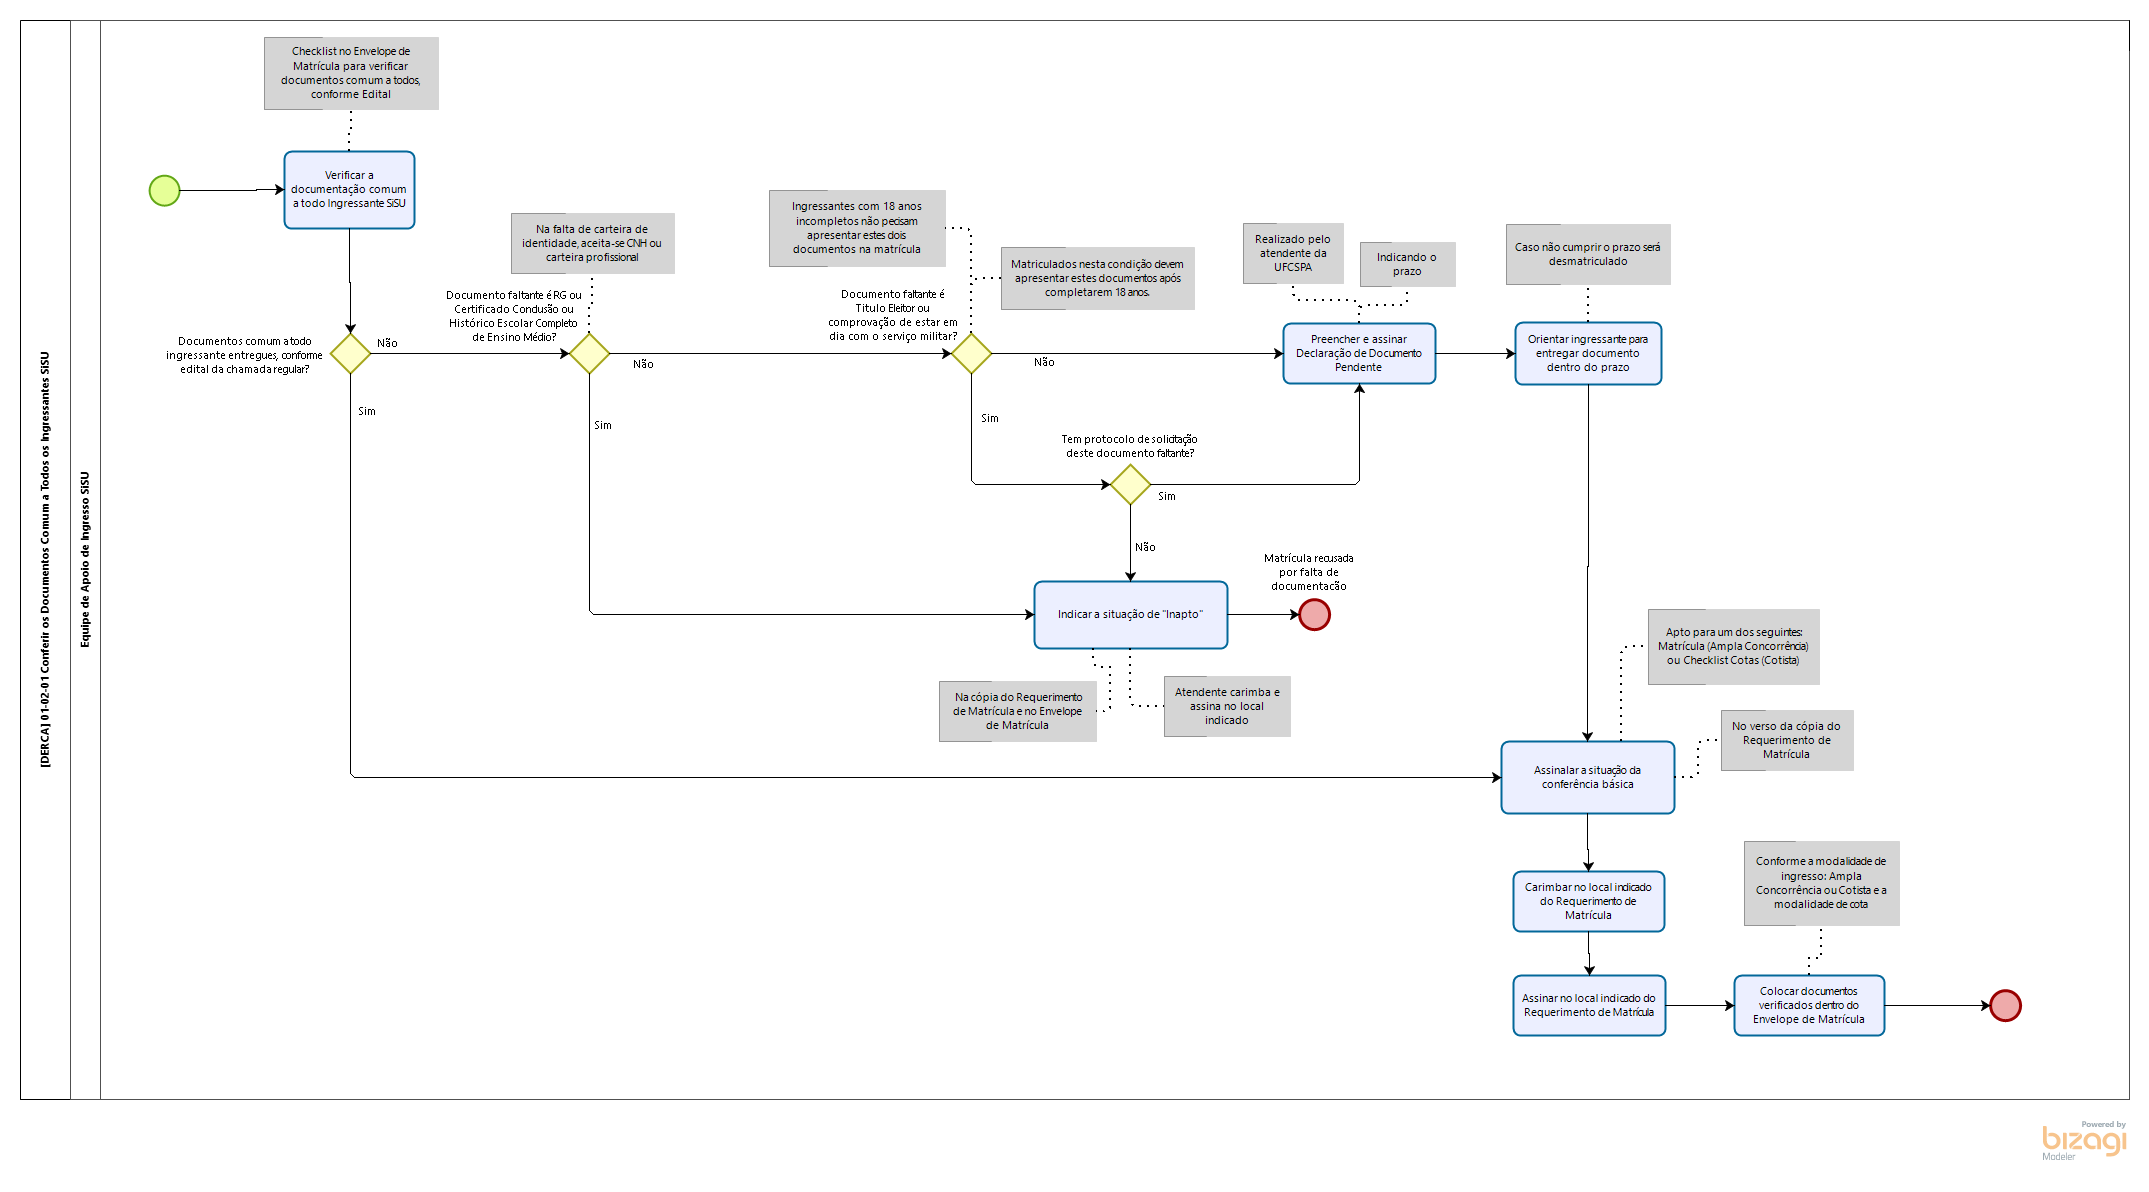 [DERCA] 01-02-01 Conferir os Documentos Comum a Todos os Ingressantes SiSU
Equipe de Apoio de Ingresso SiSU
Checklist no Envelope de
Matrícula para verificar
documentos comum a todos,
conforme Edital
Verificar a
documentação comum
a todo Ingressante SiSU
Documentos comum a todo
ingressante entregues, conforme
edital da chamada regular?
Não
Sim
Na falta de carteira de
identidade, aceita-se CNH ou
carteira profissional
Documento faltante é RG ou
Certificado Conclusão ou
Histórico Escolar Completo
de Ensino Médio?
Não
Sim
Ingressantes com 18 anos
incompletos não pecisam
apresentar estes dois
documentos na matrícula
Matriculados nesta condição devem
apresentar estes documentos após
completarem 18 anos.
Documento faltante é
Titulo Eleitor ou
comprovação de estar em
dia com o serviço militar?
Não
Sim
Tem protocolo de solicitação
deste documento faltante?
Sim
Não
Realizado pelo
atendente da
UFCSPA
Indicando o
prazo
Preencher e assinar
Declaração de Documento
Pendente
Caso não cumprir o prazo será
desmatriculado
Orientar ingressante para
entregar documento
dentro do prazo
Indicar a situação de "Inapto"
Matrícula recusada
por falta de
documentacão
Na cópia do Requerimento
de Matrícula e no Envelope
de Matrícula
Atendente carimba e
assina no local
indicado
Apto para um dos seguintes:
Matrícula (Ampla Concorrência)
ou Checklist Cotas (Cotista)
No verso da cópia do
Requerimento de
Matrícula
Assinalar a situação da
conferência básica
Carimbar no local indicado
do Requerimento de
Matrícula
Conforme a modalidade de
ingresso: Ampla
Concorrência ou Cotista e a
modalidade de cota
Assinar no local indicado do
Requerimento de Matrícula
Colocar documentos
verificados dentro do
Envelope de Matrícula
Powered by
bizagi
Modeler